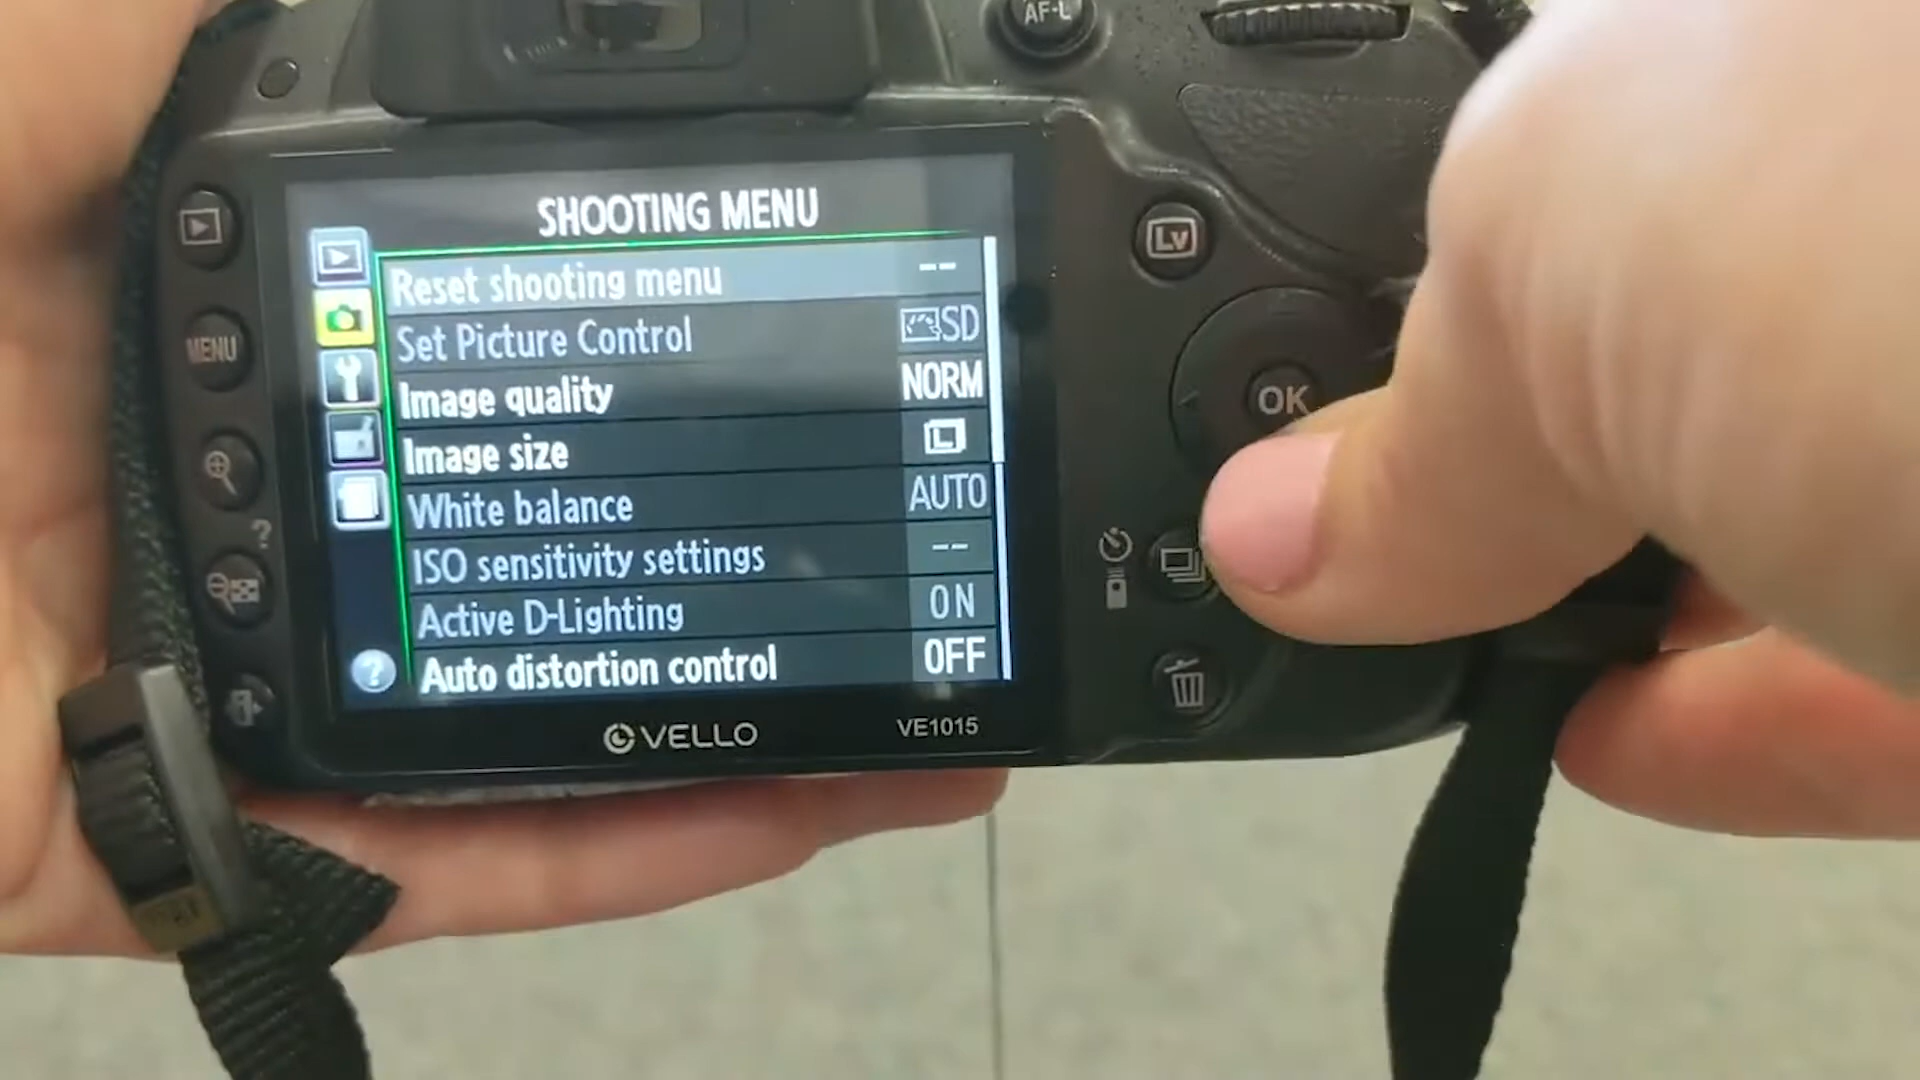 AF-L
SHOOTING MENU
Reset shooting menu --
Set Picture Control SD
Image quality NORM
Image size L
White balance AUTO
ISO sensitivity settings --
Active D-Lighting ON
Auto distortion control OFF
?
MENU
?
Lv
OK
VELLO VE1015